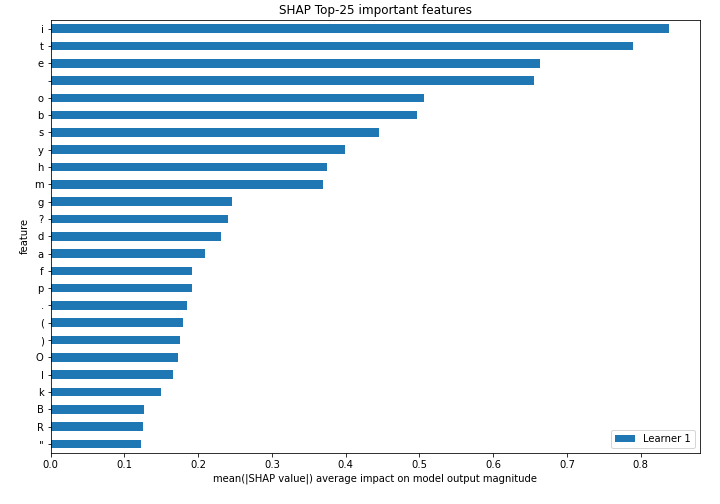 SHAP Top-25 important features
i
t
e
o
b
s
y
h
m
g
?
d
a
f
p
.
(
)
O
l
k
B
R
"
feature
0.0 0.1 0.2 0.3 0.4 0.5 0.6 0.7 0.8
mean(|SHAP value|) average impact on model output magnitude
Learner 1